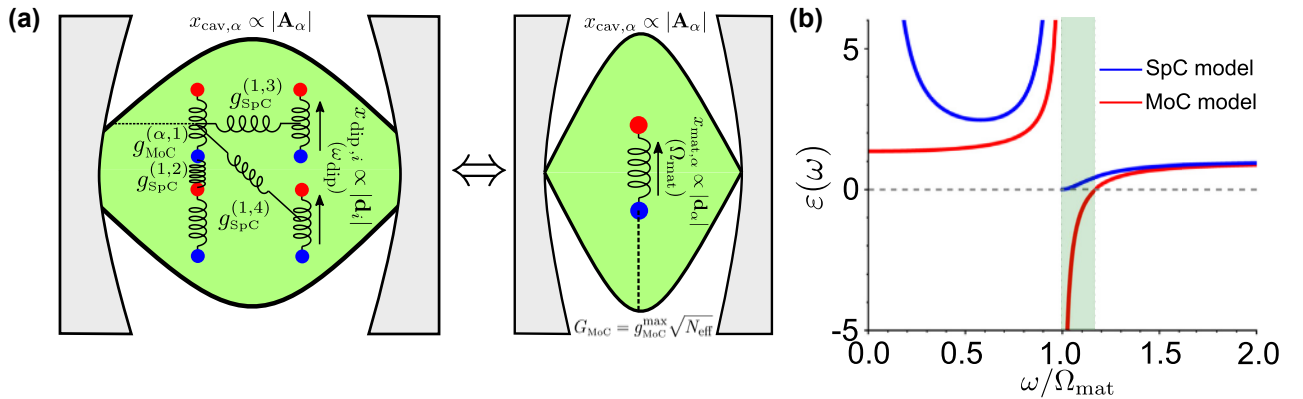 (a)
x_{cav,α} ∝ |A_α|
g_{SpC}^{(1,3)}
g_{MoC}^{(α,1)}
g_{SpC}^{(1,2)}
g_{SpC}^{(1,4)}
x_{dip,i} ∝ |d_i|
(ω_{dip})
⇔
x_{cav,α} ∝ |A_α|
x_{mat,α} ∝ |d_α|
(Ω_{mat})
G_{MoC} = g_{MoC}^{max} √N_{eff}
(b)
SpC model
MoC model
ε(ω)
5
0
-5
0.0 0.5 1.0 1.5 2.0
ω/Ω_{mat}